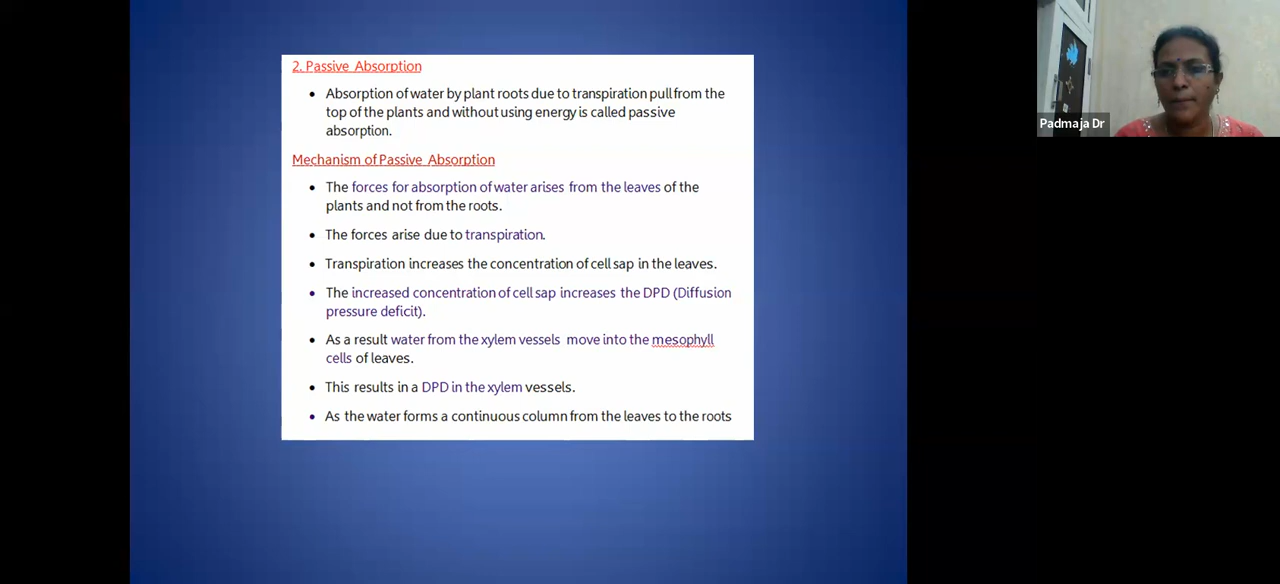 2. Passive Absorption
Absorption of water by plant roots due to transpiration pull from the
top of the plants and without using energy is called passive
absorption.
Mechanism of Passive Absorption
The forces for absorption of water arises from the leaves of the
plants and not from the roots.
The forces arise due to transpiration.
Transpiration increases the concentration of cell sap in the leaves.
The increased concentration of cell sap increases the DPD (Diffusion
pressure deficit).
As a result water from the xylem vessels move into the mesophyll
cells of leaves.
This results in a DPD in the xylem vessels.
As the water forms a continuous column from the leaves to the roots
Padmaja Dr